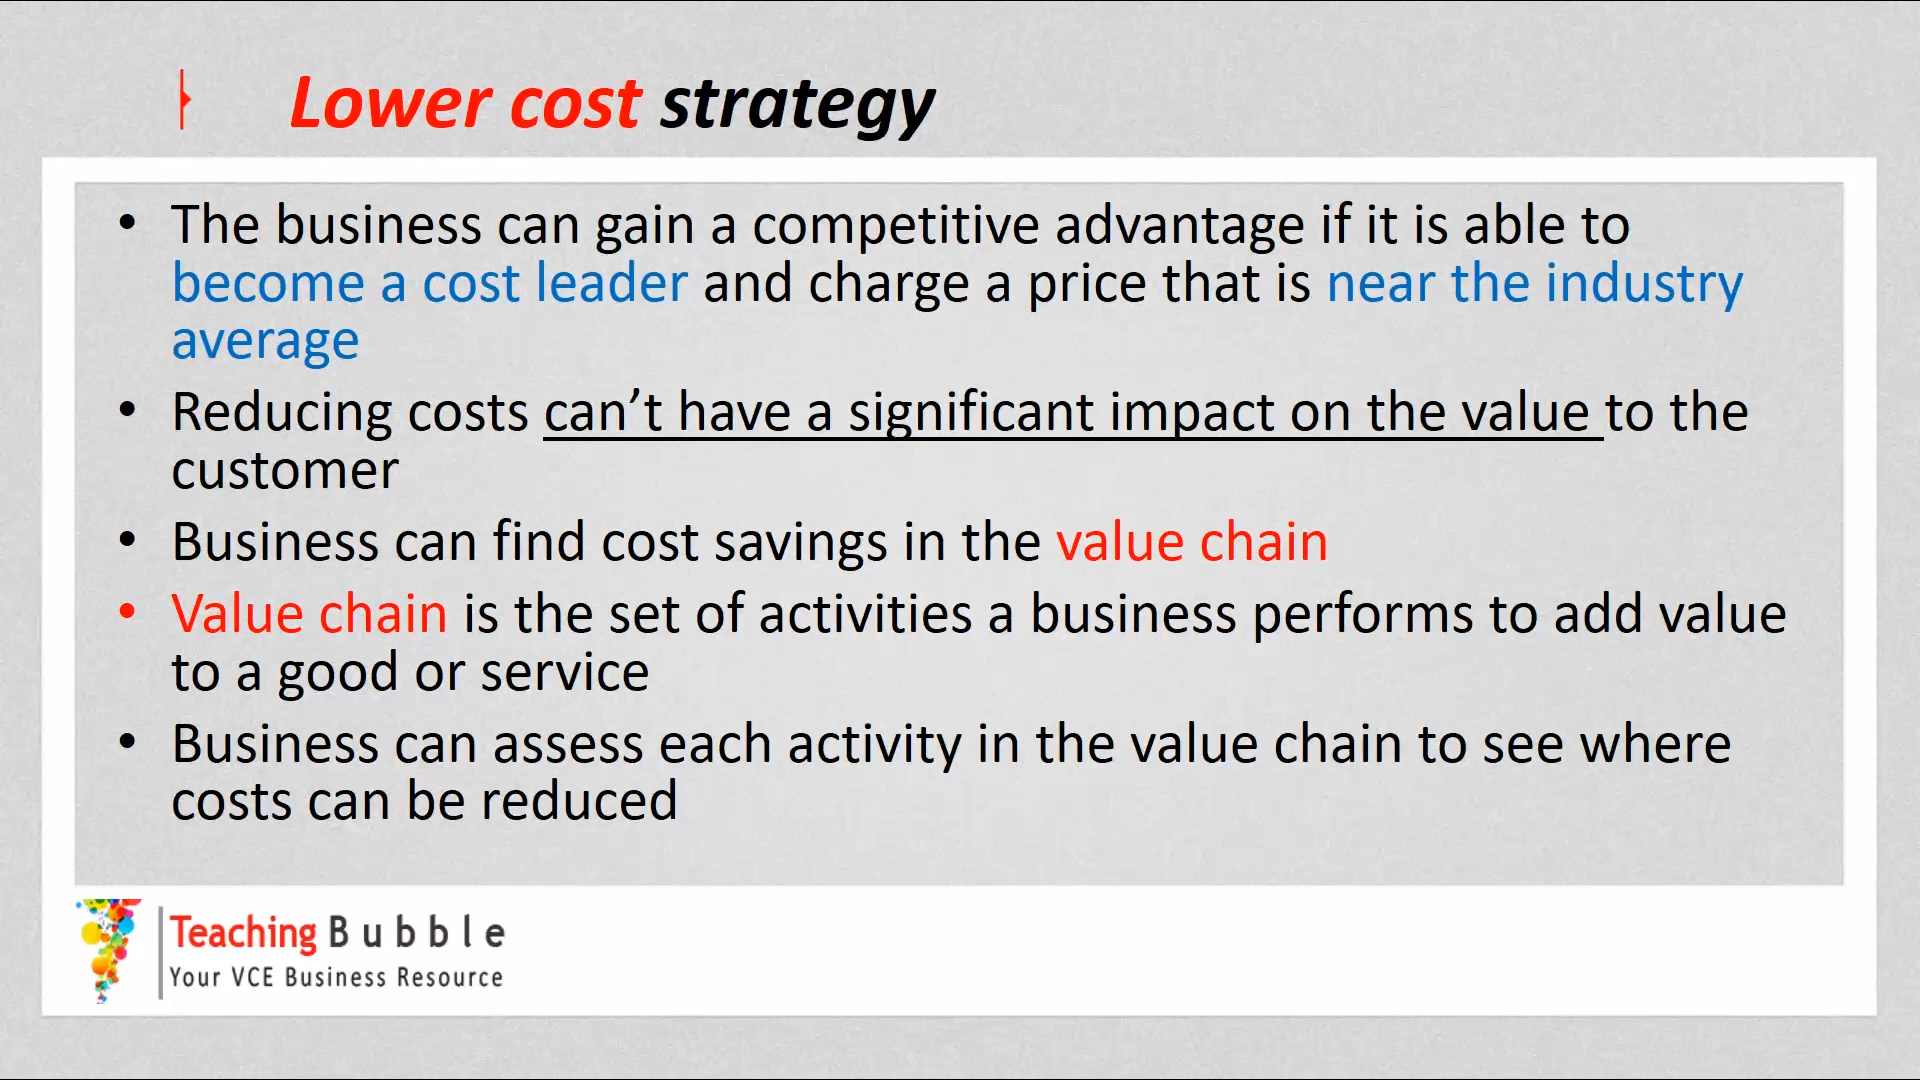 Lower cost strategy
• The business can gain a competitive advantage if it is able to
become a cost leader and charge a price that is near the industry
average
• Reducing costs can’t have a significant impact on the value to the
customer
• Business can find cost savings in the value chain
• Value chain is the set of activities a business performs to add value
to a good or service
• Business can assess each activity in the value chain to see where
costs can be reduced
Teaching Bubble
Your VCE Business Resource